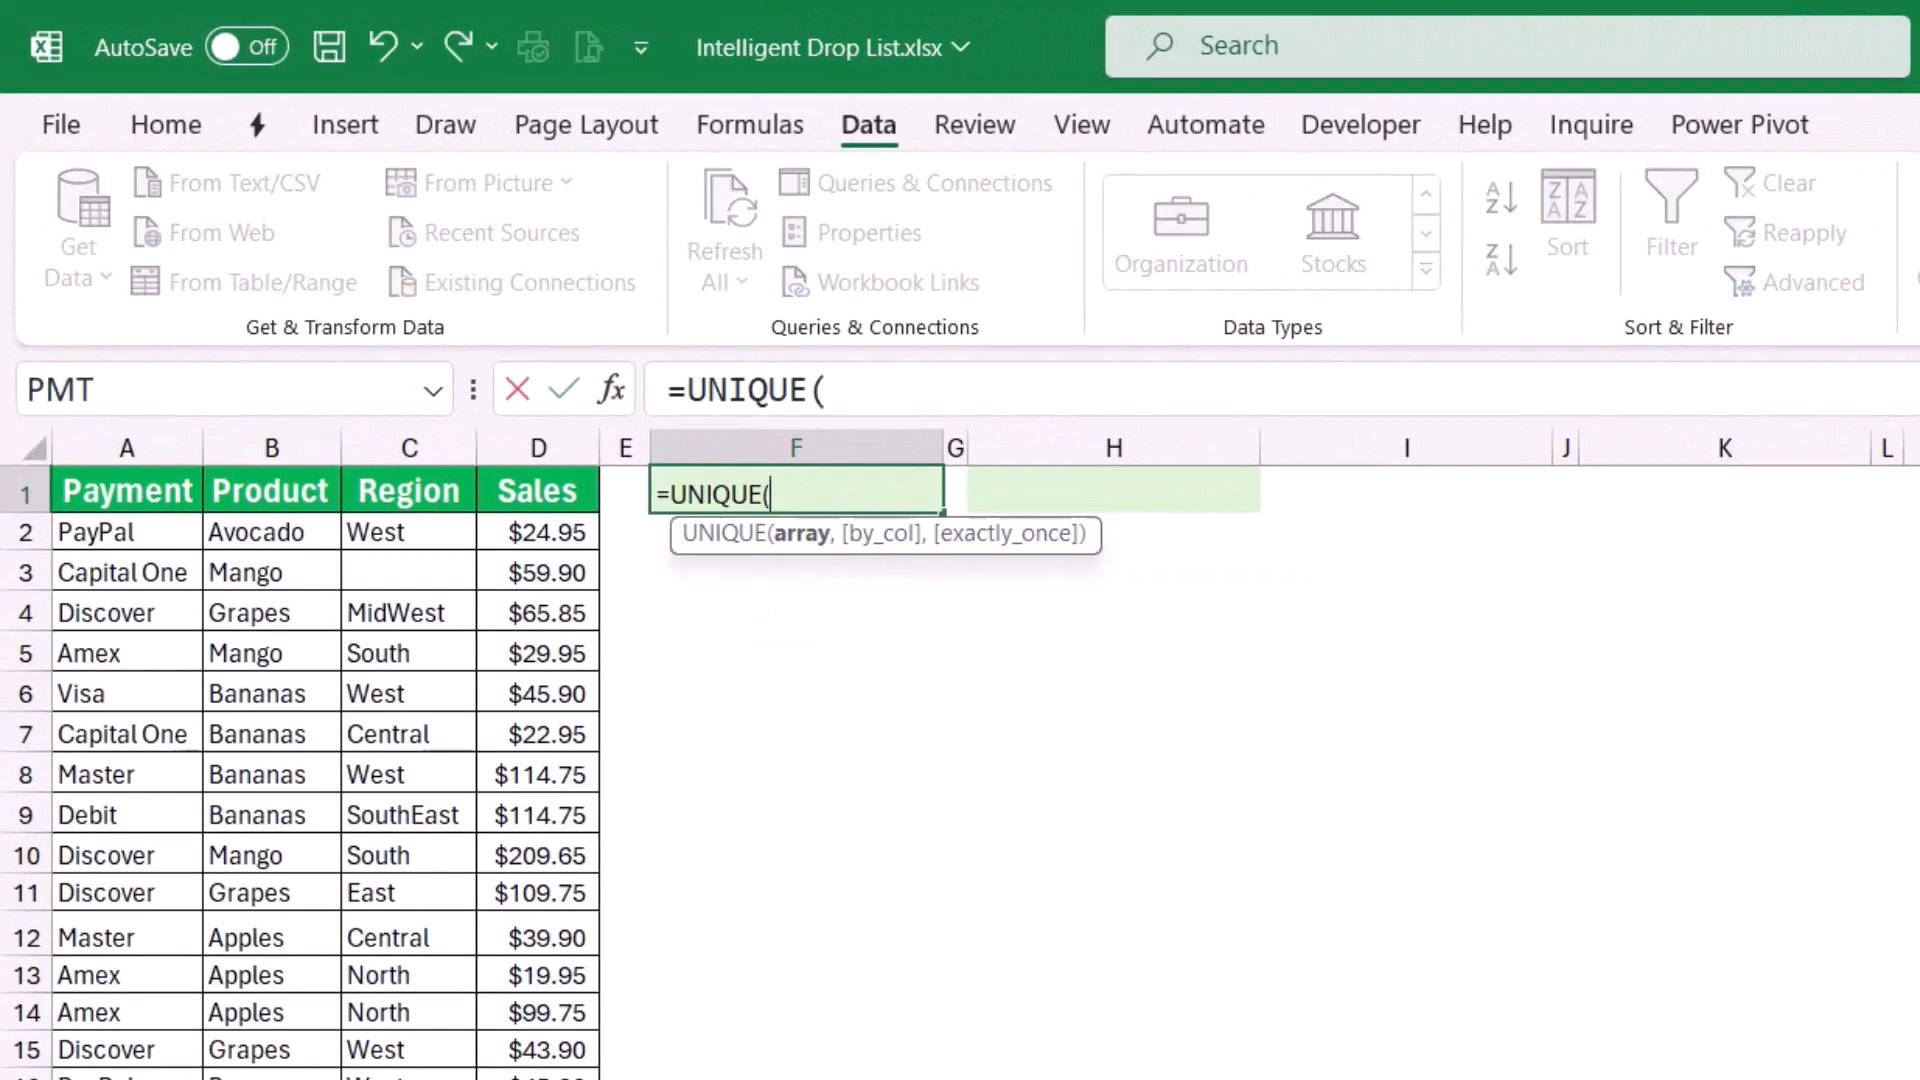 AutoSave Off Intelligent Drop List.xlsx Search
File Home Insert Draw Page Layout Formulas Data Review View Automate Developer Help Inquire Power Pivot
Get Data
From Text/CSV
From Web
From Table/Range
From Picture
Recent Sources
Existing Connections
Get & Transform Data
Refresh All
Queries & Connections
Properties
Workbook Links
Queries & Connections
Organization
Stocks
Data Types
Sort
Filter
Clear
Reapply
Advanced
Sort & Filter
PMT fx =UNIQUE(
A B C D E F G H I J K L
1 Payment Product Region Sales =UNIQUE(
UNIQUE(array, [by_col], [exactly_once])
2 PayPal Avocado West $24.95
3 Capital One Mango $59.90
4 Discover Grapes MidWest $65.85
5 Amex Mango South $29.95
6 Visa Bananas West $45.90
7 Capital One Bananas Central $22.95
8 Master Bananas West $114.75
9 Debit Bananas SouthEast $114.75
10 Discover Mango South $209.65
11 Discover Grapes East $109.75
12 Master Apples Central $39.90
13 Amex Apples North $19.95
14 Amex Apples North $99.75
15 Discover Grapes West $43.90